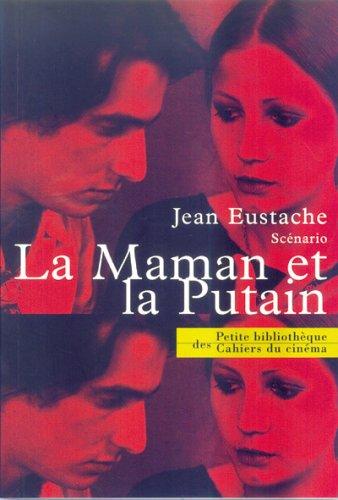 Jean Eustache
Scénario
La Maman et
la Putain
Petite bibliothèque
des Cahiers du cinéma